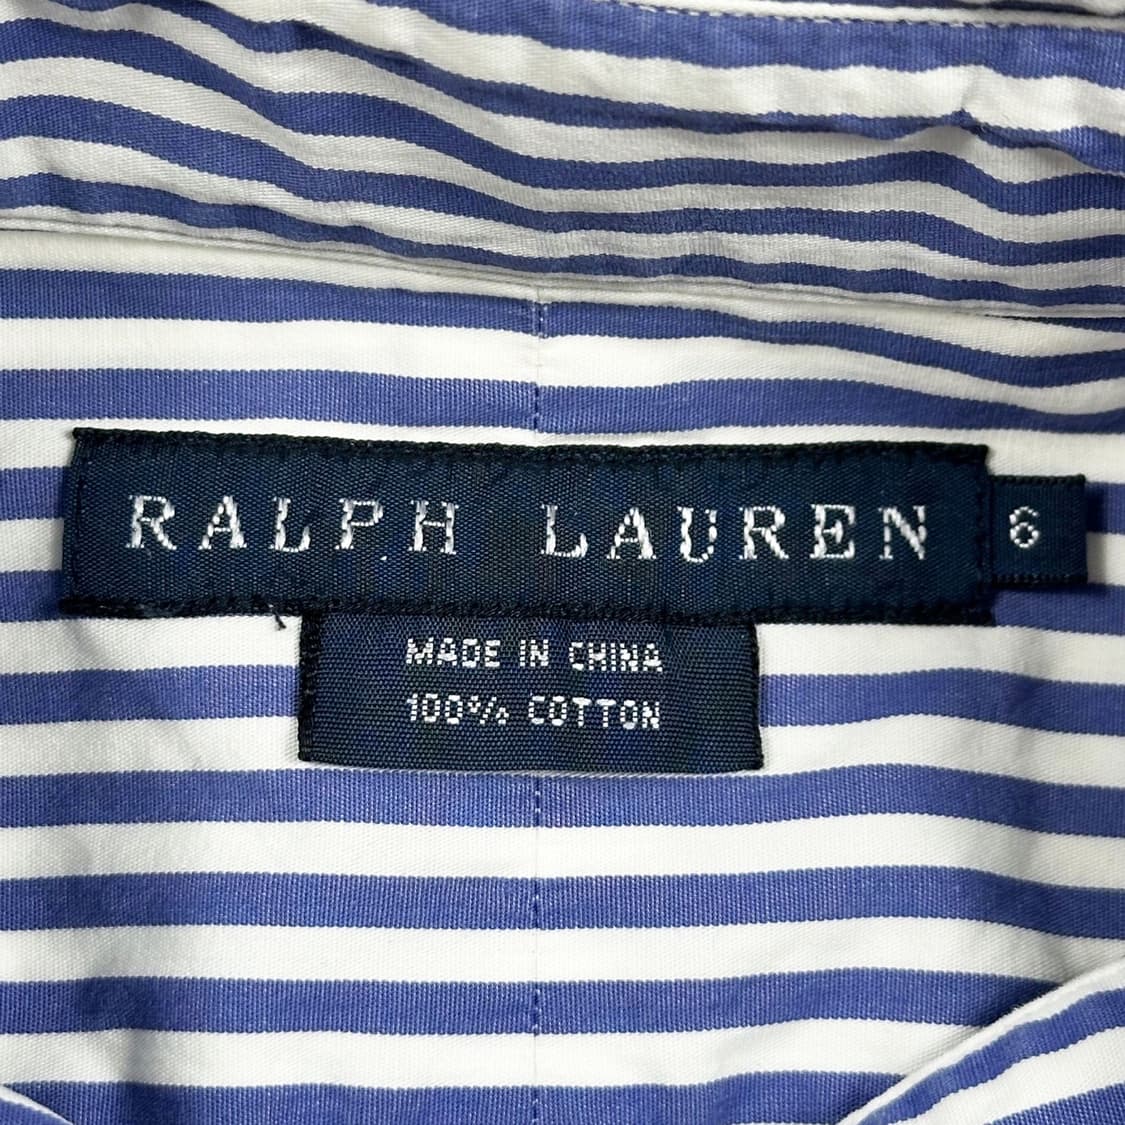 RALPH LAUREN 6
MADE IN CHINA
100% COTTON